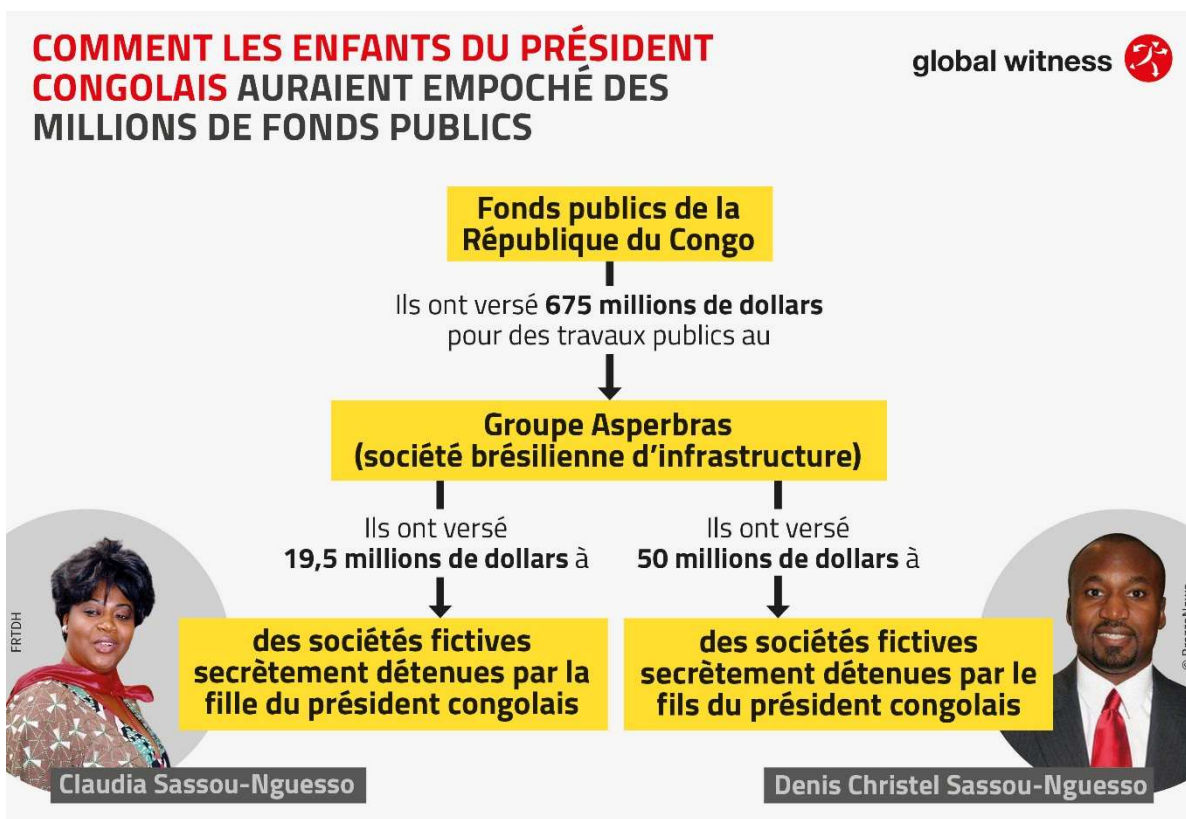 COMMENT LES ENFANTS DU PRÉSIDENT
CONGOLAIS AURAIENT EMPOCHÉ DES
MILLIONS DE FONDS PUBLICS
global witness
Fonds publics de la
République du Congo
Ils ont versé 675 millions de dollars
pour des travaux publics au
Groupe Asperbras
(société brésilienne d’infrastructure)
Ils ont versé
19,5 millions de dollars à
Ils ont versé
50 millions de dollars à
FRTDH
des sociétés fictives
secrètement détenues par la
fille du président congolais
des sociétés fictives
secrètement détenues par le
fils du président congolais
Claudia Sassou-Nguesso
Denis Christel Sassou-Nguesso